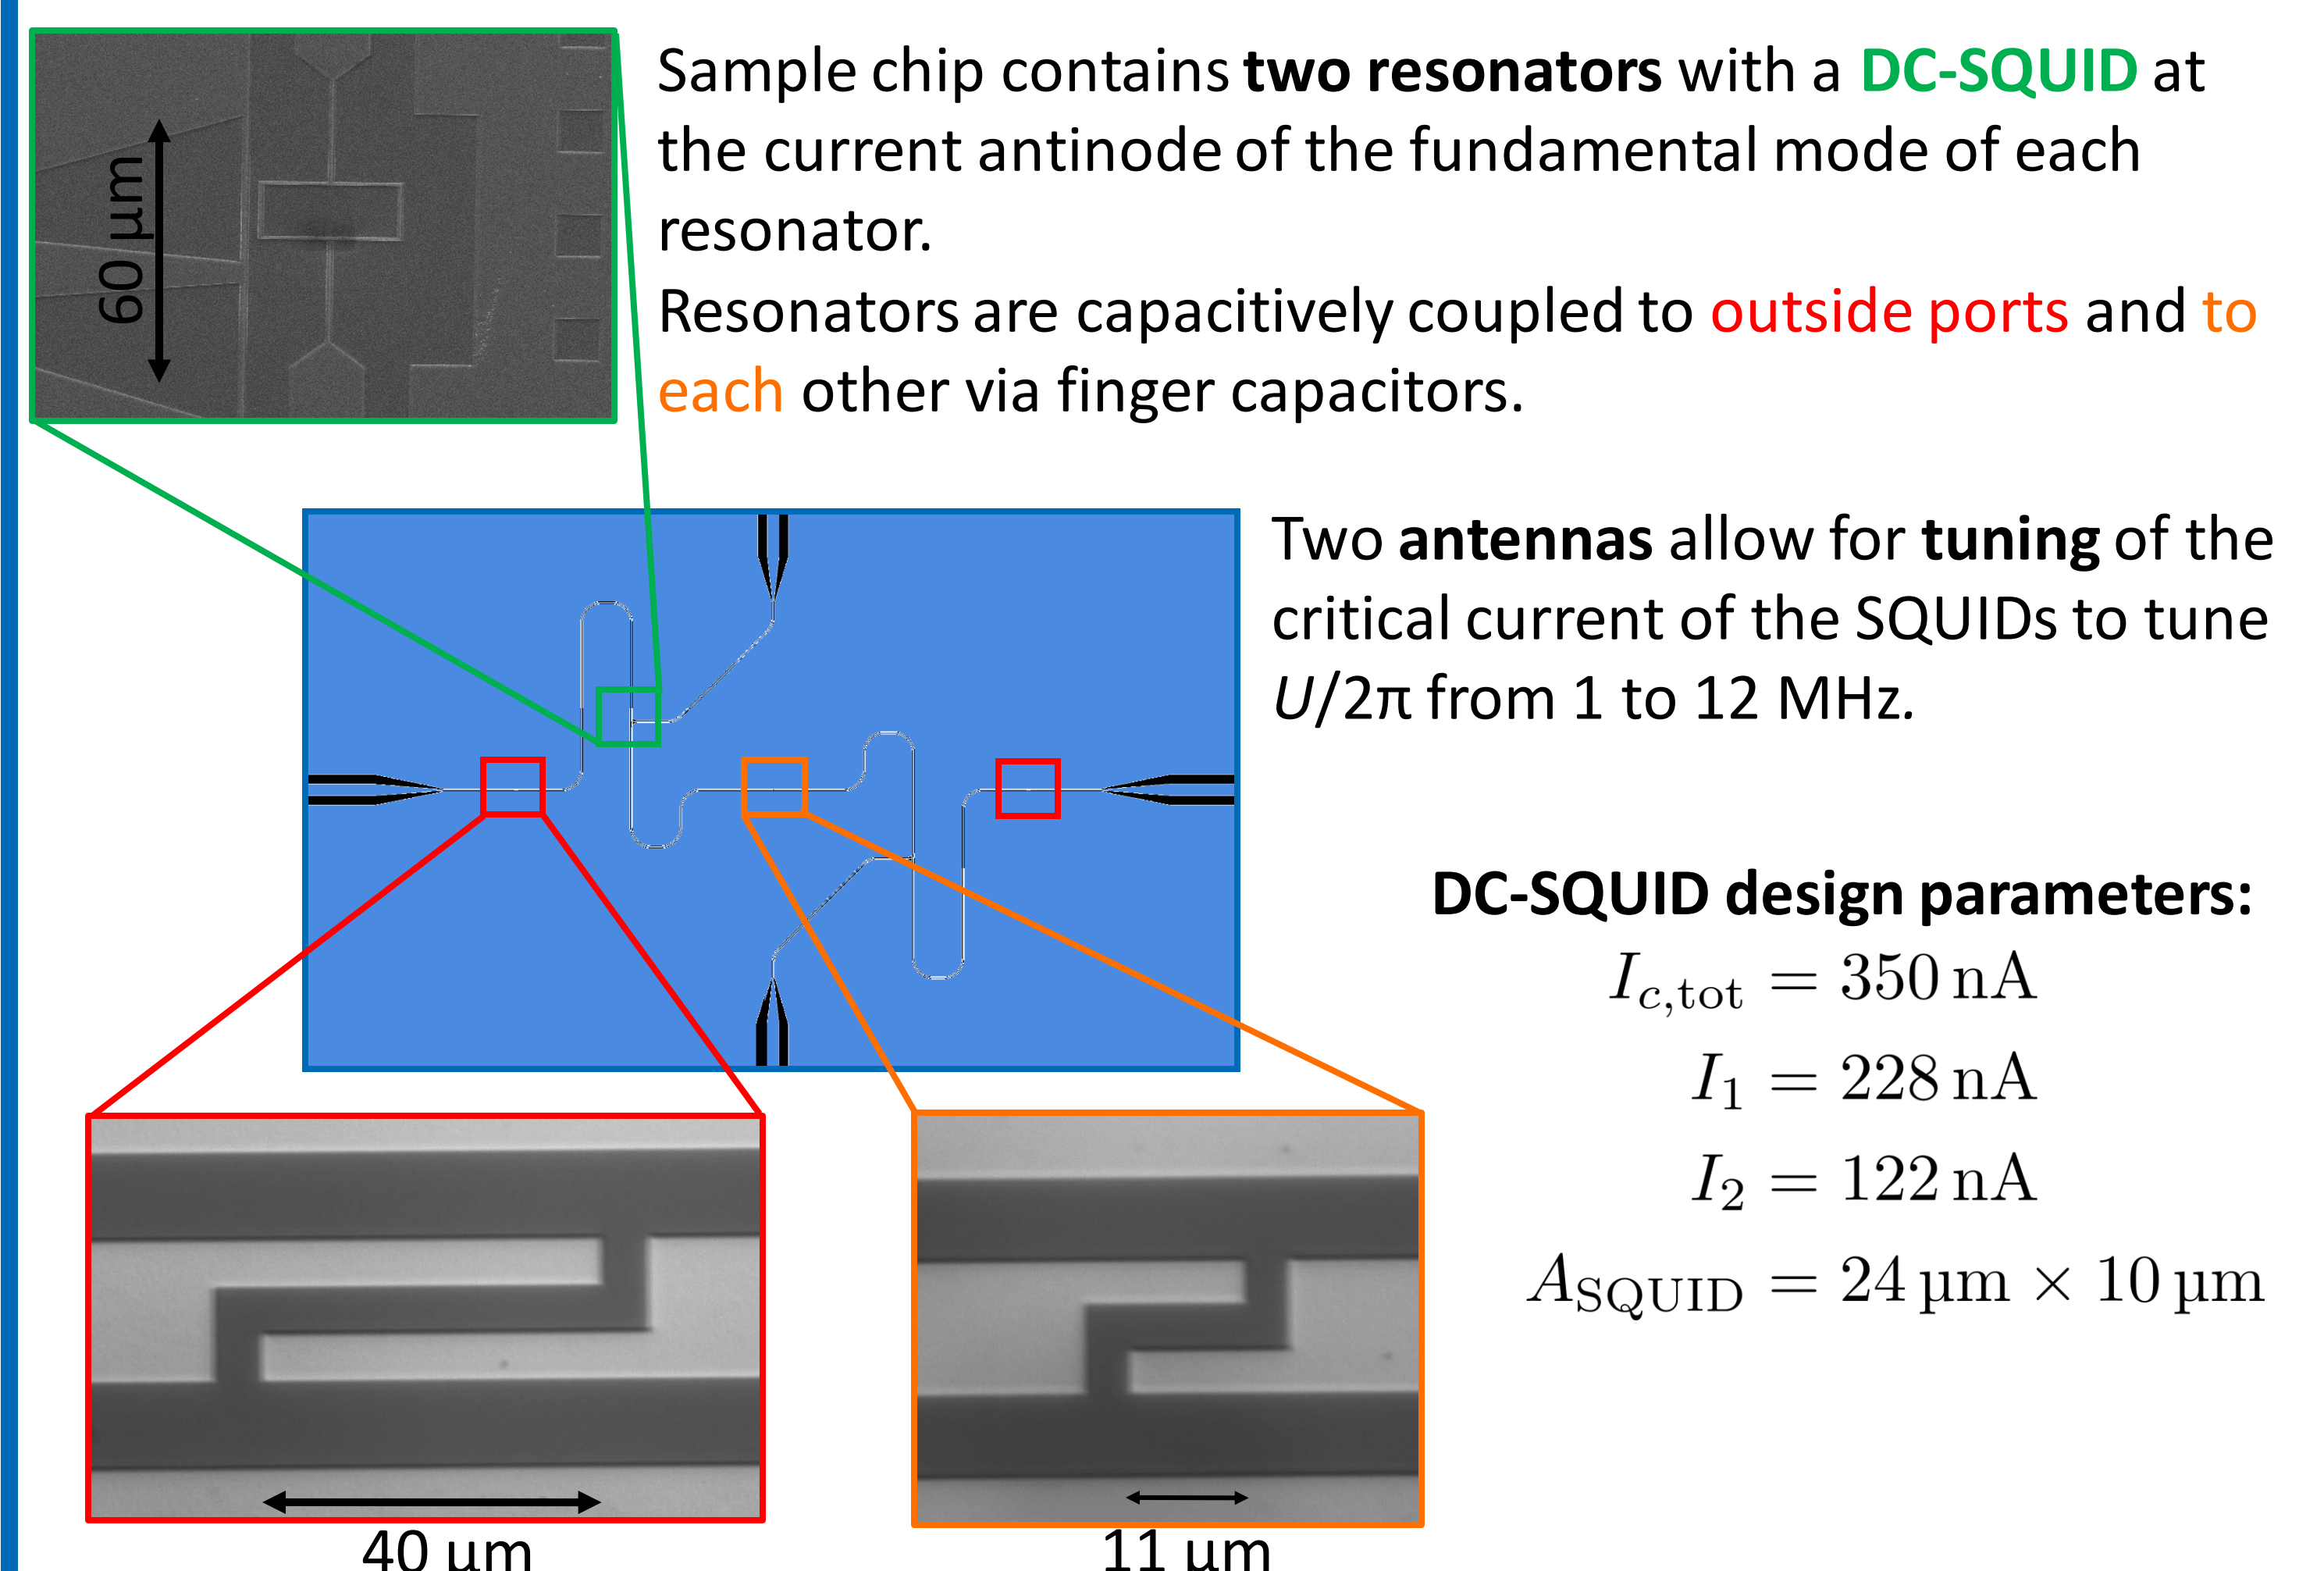 60 µm
Sample chip contains two resonators with a DC-SQUID at
the current antinode of the fundamental mode of each
resonator.
Resonators are capacitively coupled to outside ports and to
each other via finger capacitors.
Two antennas allow for tuning of the
critical current of the SQUIDs to tune
U/2π from 1 to 12 MHz.
DC-SQUID design parameters:
I_{c,tot} = 350 nA
I_1 = 228 nA
I_2 = 122 nA
A_{SQUID} = 24 µm × 10 µm
40 µm
11 µm